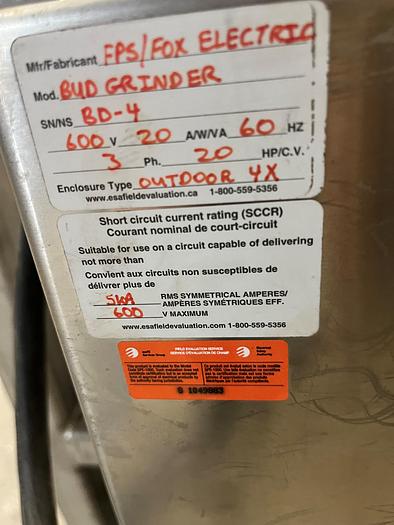 Mfr/Fabricant FPS/FOX ELECTRIC
Mod. BUD GRINDER
SN/NS BD-4
600 V 20 A/W/VA 60 HZ
3 Ph. 20 HP/C.V.
Enclosure Type OUTDOOR 4X
www.esafieldevaluation.ca 1-800-559-5356
Short circuit current rating (SCCR)
Courant nominal de court-circuit
Suitable for use on a circuit capable of delivering
not more than
Convient aux circuits non susceptibles de
délivrer plus de
5kA RMS SYMMETRICAL AMPERES/
AMPÈRES SYMÉTRIQUES EFF.
600 V MAXIMUM
www.esafieldevaluation.com 1-800-559-5356
FIELD EVALUATION SERVICE
SERVICE D'ÉVALUATION DE CHAMP
Electrical
Safety
Authority